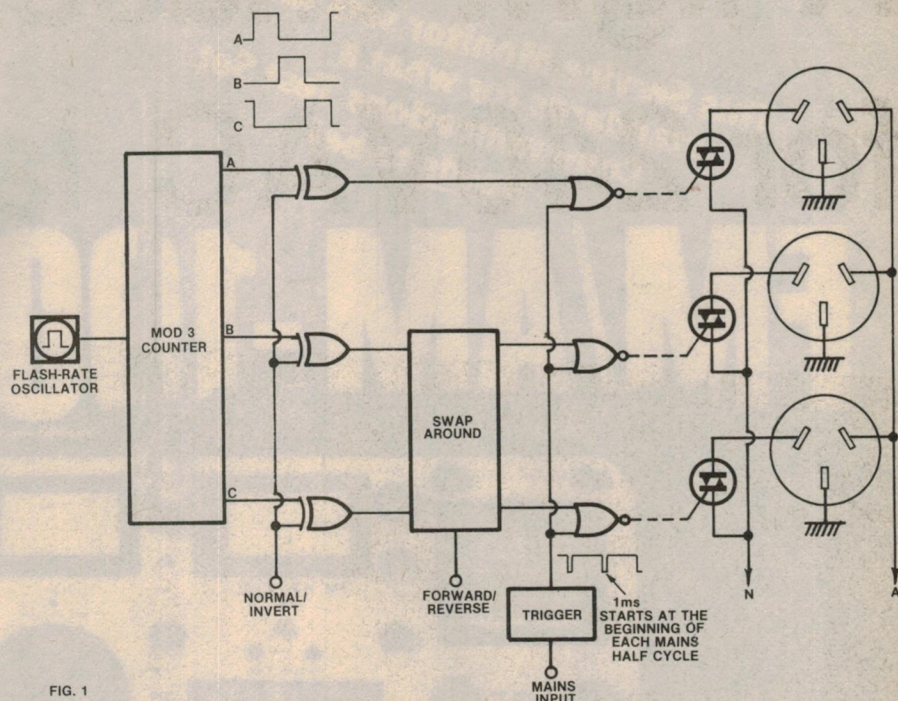 A
B
C
A
B
C
MOD 3
COUNTER
FLASH-RATE
OSCILLATOR
SWAP
AROUND
NORMAL/
INVERT
FORWARD/
REVERSE
TRIGGER
1ms
STARTS AT THE
BEGINNING OF
EACH MAINS
HALF CYCLE
MAINS
INPUT
N
A
FIG. 1